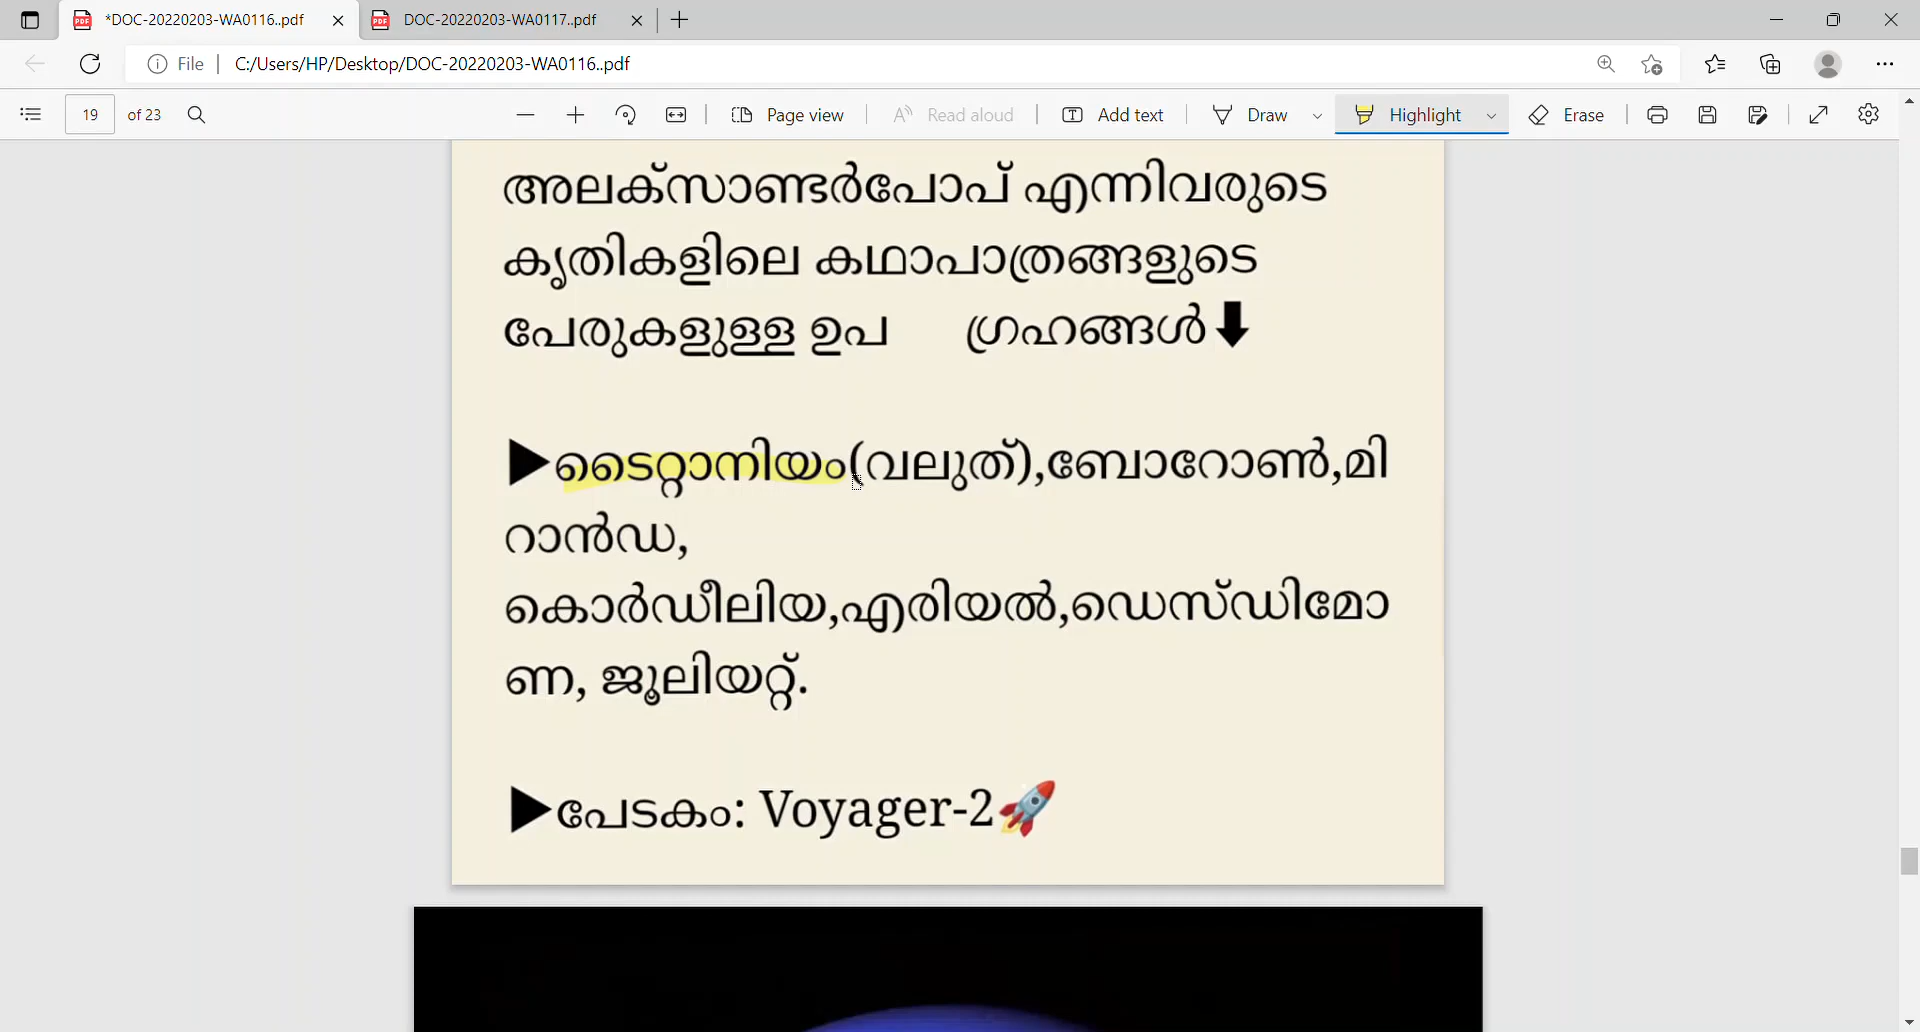 *DOC-20220203-WA0116..pdf
DOC-20220203-WA0117..pdf
File
C:/Users/HP/Desktop/DOC-20220203-WA0116..pdf
19 of 23
Page view
Read aloud
Add text
Draw
Highlight
Erase
അലക്സാണ്ടർപോപ് എന്നിവരുടെ
കൃതികളിലെ കഥാപാത്രങ്ങളുടെ
പേരുകളുള്ള ഉപ ഗ്രഹങ്ങൾ⬇
▶ടൈറ്റാനിയം(വലുത്),ബോറോൺ,മി
റാൻഡ,
കൊർഡീലിയ,എരിയൽ,ഡെസ്ഡിമോ
ണ, ജൂലിയറ്റ്.
▶പേടകം: Voyager-2🚀